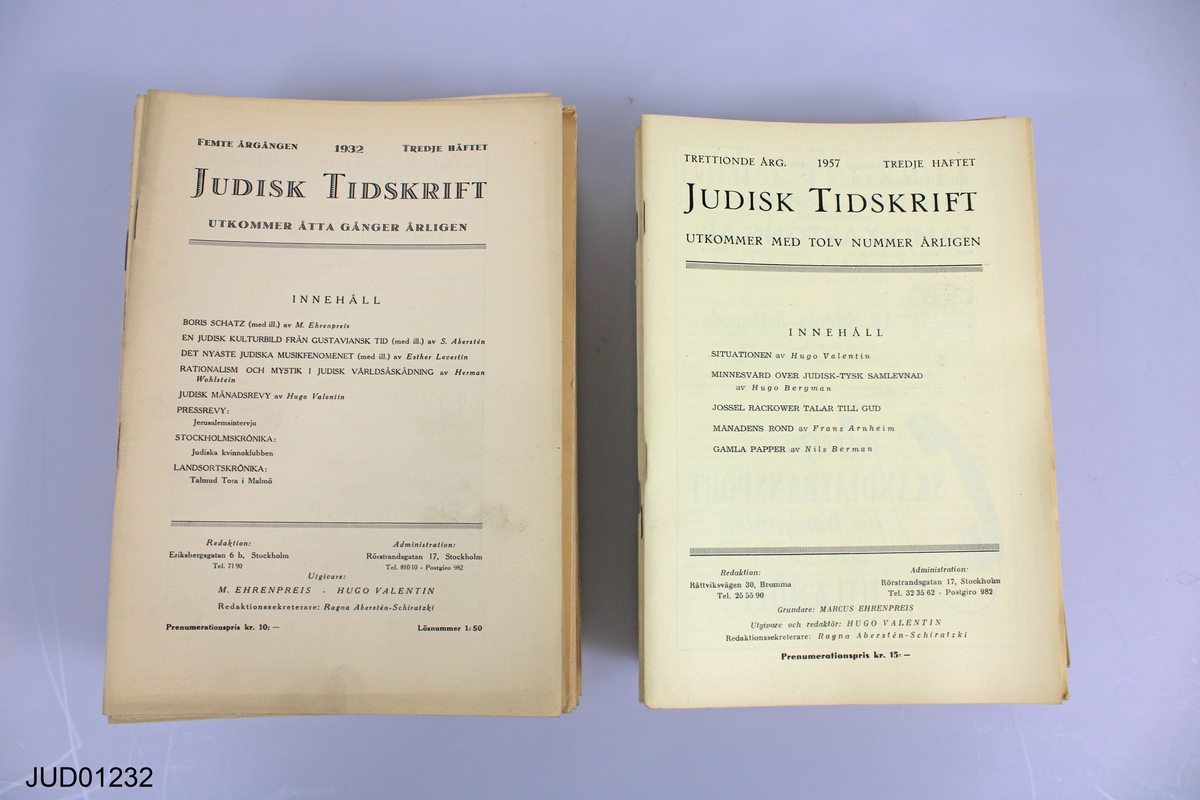 FEMTE ÅRGÅNGEN 1932 TREDJE HÄFTET
JUDISK TIDSKRIFT
UTKOMMER ÅTTA GÅNGER ÅRLIGEN
INNEHÅLL
BORIS SCHATZ (med ill.) av M. Ehrenpreis
EN JUDISK KULTURBILD FRÅN GUSTAVIANSK TID (med ill.) av S. Aberstén
DET NYASTE JUDISKA MUSIKFENOMENET (med ill.) av Esther Levertin
RATIONALISM OCH MYSTIK I JUDISK VÄRLDSÅSKÅDNING av Herman
Wohlstein
JUDISK MÅNADSREVY av Hugo Valentin
PRESSREVY:
Jerusalemsintervju
STOCKHOLMSKRÖNIKA:
Judiska kvinnoklubben
LANDSORTSKRÖNIKA:
Talmud Tora i Malmö
Redaktion: Administration:
Eriksbergsgatan 6 b, Stockholm Rörstrandsgatan 17, Stockholm
Tel. 7190 Tel. 81010 - Postgiro 982
Utgivare:
M. EHRENPREIS - HUGO VALENTIN
Redaktionssekreterare: Ragna Aberstén-Schiratzki
Prenumerationspris kr. 10:— Lösnummer 1:50
TRETTIONDE ÅRG. 1957 TREDJE HÄFTET
JUDISK TIDSKRIFT
UTKOMMER MED TOLV NUMMER ÅRLIGEN
INNEHÅLL
SITUATIONEN av Hugo Valentin
MINNESVÅRD ÖVER JUDISK-TYSK SAMLEVNAD
av Hugo Bergman
JOSSEL RACKOWER TALAR TILL GUD
MÅNADENS ROND av Frans Arnheim
GAMLA PAPPER av Nils Berman
Redaktion: Administration:
Rättviksvägen 30, Bromma Rörstrandsgatan 17, Stockholm
Tel. 25 55 90 Tel. 32 35 62 - Postgiro 982
Grundare: MARCUS EHRENPREIS
Utgivare och redaktör: HUGO VALENTIN
Redaktionssekreterare: Ragna Aberstén-Schiratzki
Prenumerationspris kr. 15:—
JUD01232